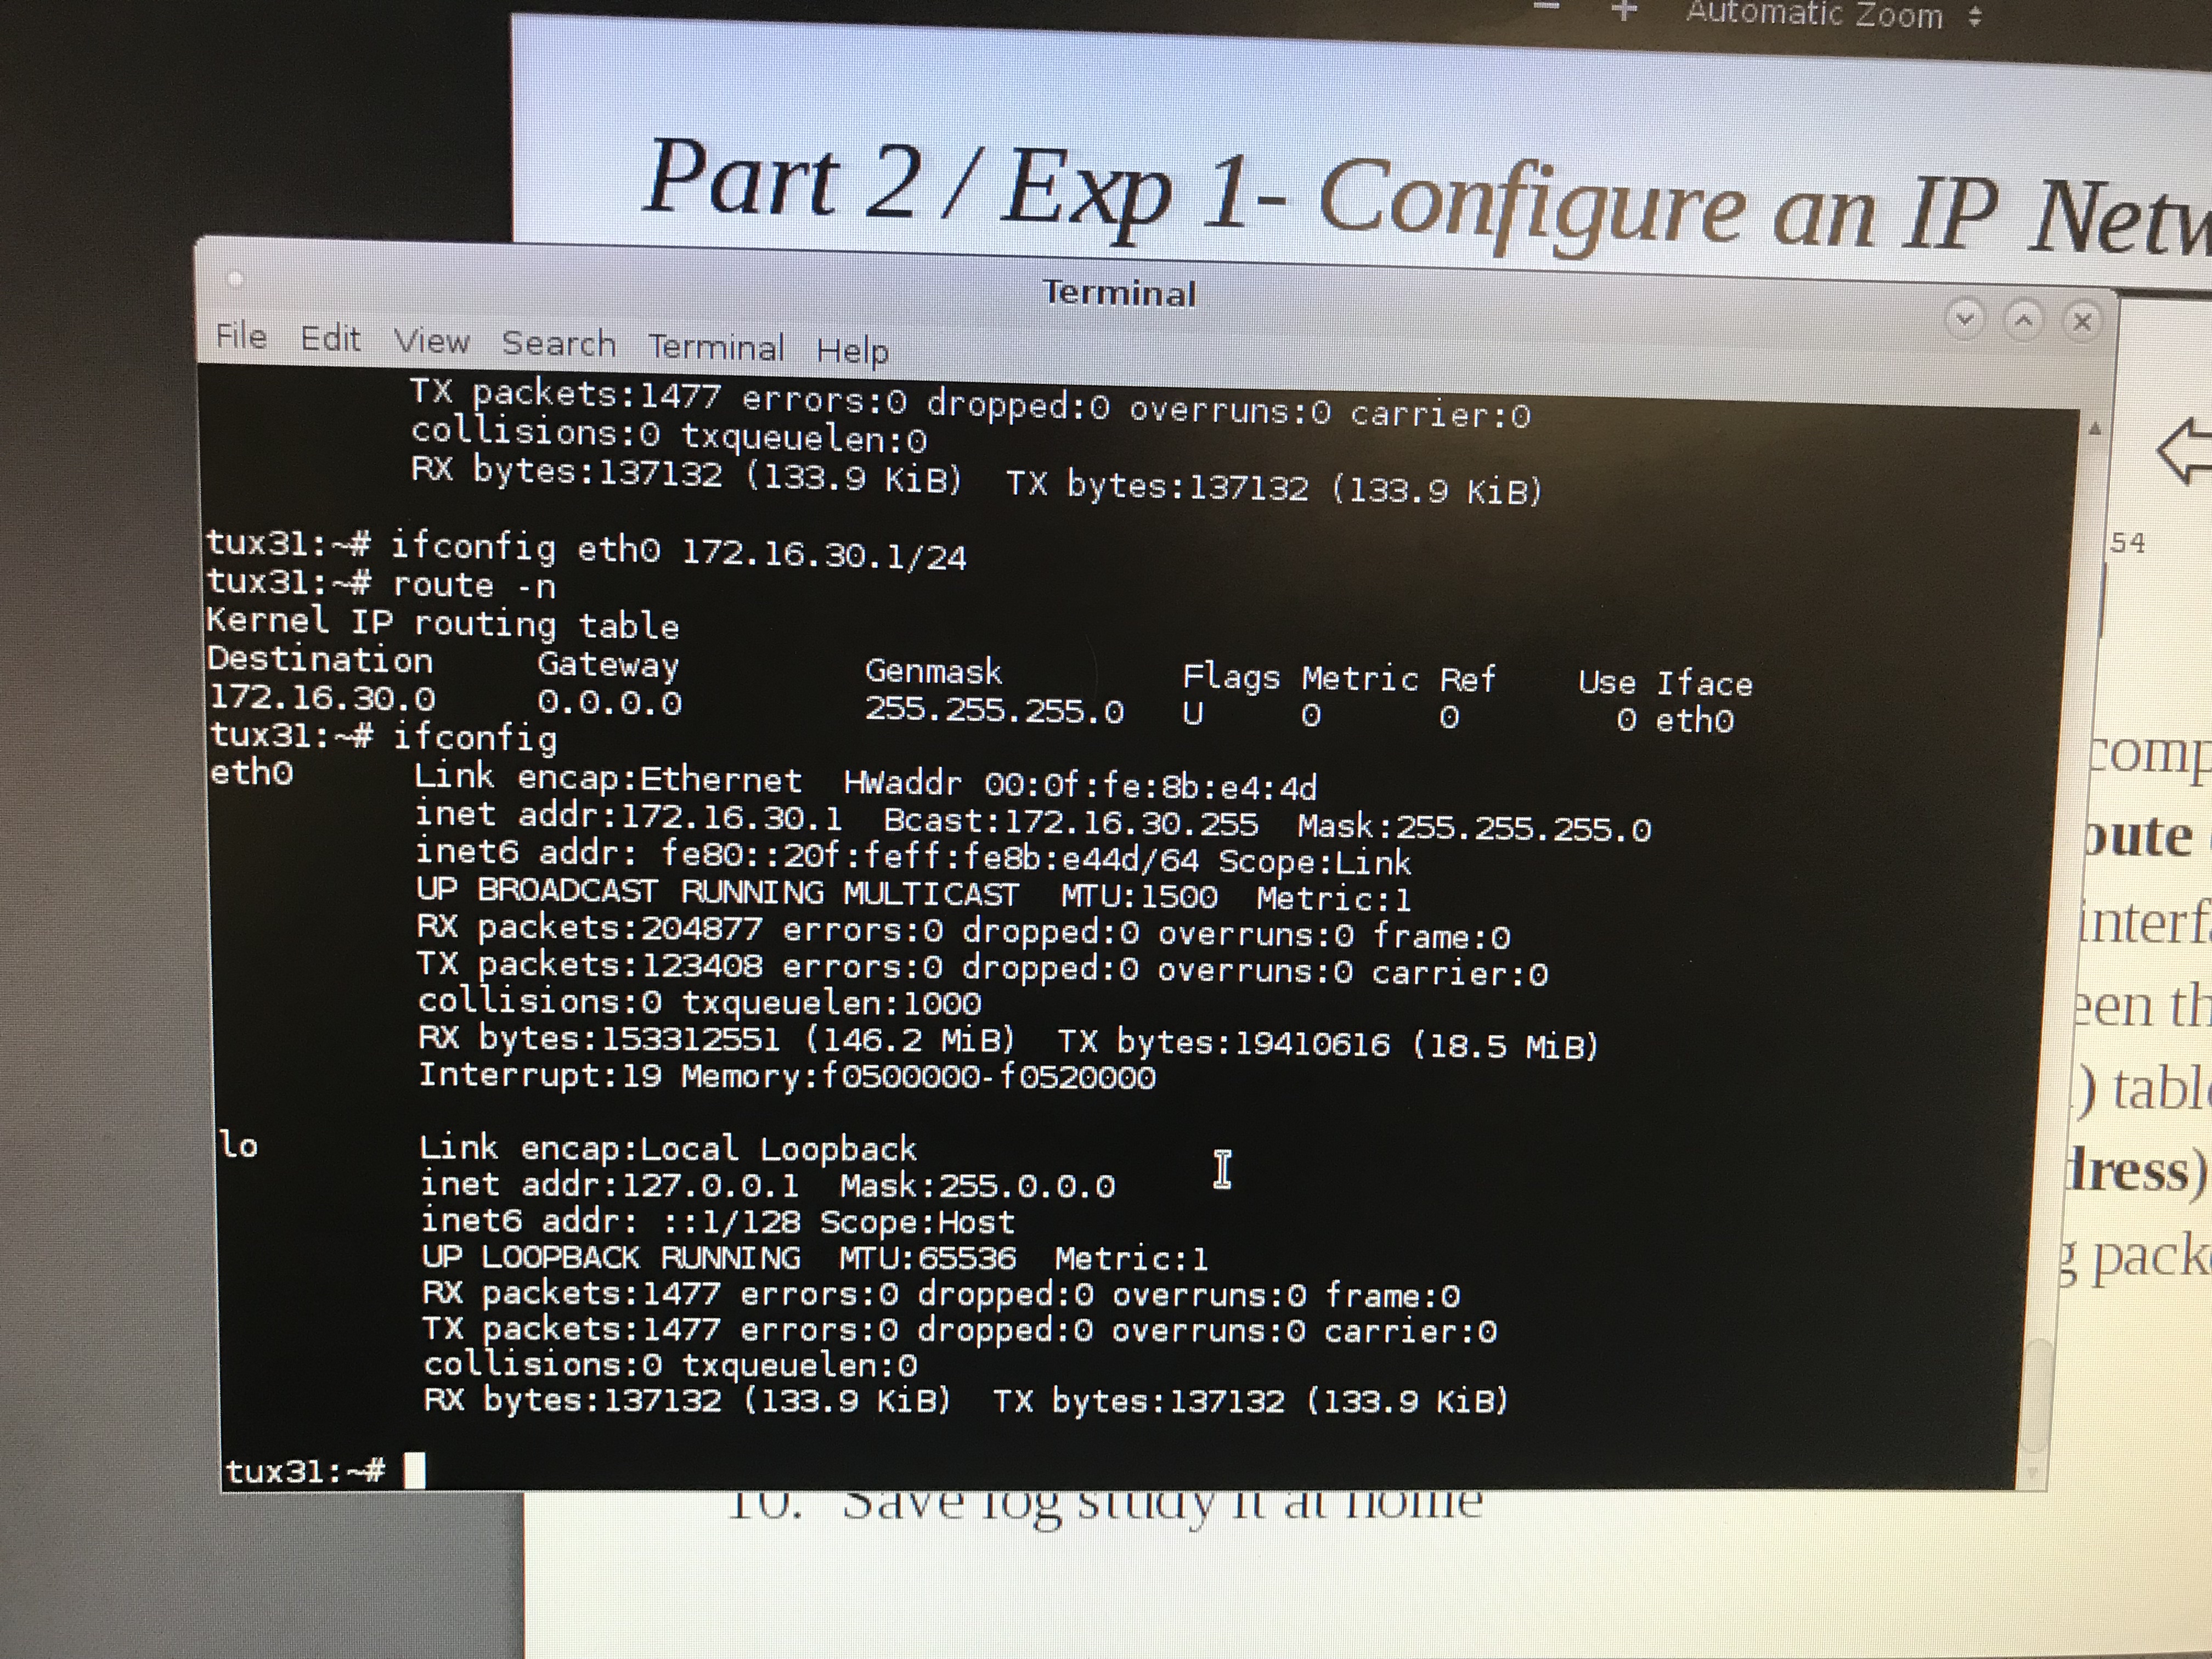 − + Automatic Zoom
Part 2 / Exp 1- Configure an IP
Terminal
File Edit View Search Terminal Help
TX packets:1477 errors:0 dropped:0 overruns:0 carrier:0
collisions:0 txqueuelen:0
RX bytes:137132 (133.9 KiB)  TX bytes:137132 (133.9 KiB)
tux31:~# ifconfig eth0 172.16.30.1/24
tux31:~# route -n
Kernel IP routing table
Destination Gateway Genmask Flags Metric Ref Use Iface
172.16.30.0 0.0.0.0 255.255.255.0 U 0 0 0 eth0
tux31:~# ifconfig
eth0 Link encap:Ethernet  HWaddr 00:0f:fe:8b:e4:4d
inet addr:172.16.30.1  Bcast:172.16.30.255  Mask:255.255.255.0
inet6 addr: fe80::20f:feff:fe8b:e44d/64 Scope:Link
UP BROADCAST RUNNING MULTICAST  MTU:1500  Metric:1
RX packets:204877 errors:0 dropped:0 overruns:0 frame:0
TX packets:123408 errors:0 dropped:0 overruns:0 carrier:0
collisions:0 txqueuelen:1000
RX bytes:153312551 (146.2 MiB)  TX bytes:19410616 (18.5 MiB)
Interrupt:19 Memory:f0500000-f0520000
lo Link encap:Local Loopback
inet addr:127.0.0.1  Mask:255.0.0.0
inet6 addr: ::1/128 Scope:Host
UP LOOPBACK RUNNING  MTU:65536  Metric:1
RX packets:1477 errors:0 dropped:0 overruns:0 frame:0
TX packets:1477 errors:0 dropped:0 overruns:0 carrier:0
collisions:0 txqueuelen:0
RX bytes:137132 (133.9 KiB)  TX bytes:137132 (133.9 KiB)
tux31:~#
54
10. Save log study it at home